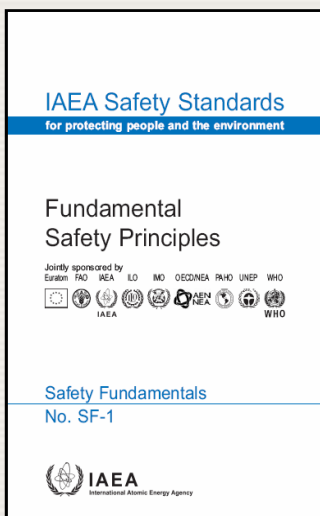 IAEA Safety Standards
for protecting people and the environment
Fundamental
Safety Principles
Jointly sponsored by
Euratom FAO IAEA ILO IMO OECD/NEA PAHO UNEP WHO
AEN
NEA
IAEA
WHO
Safety Fundamentals
No. SF-1
IAEA
International Atomic Energy Agency